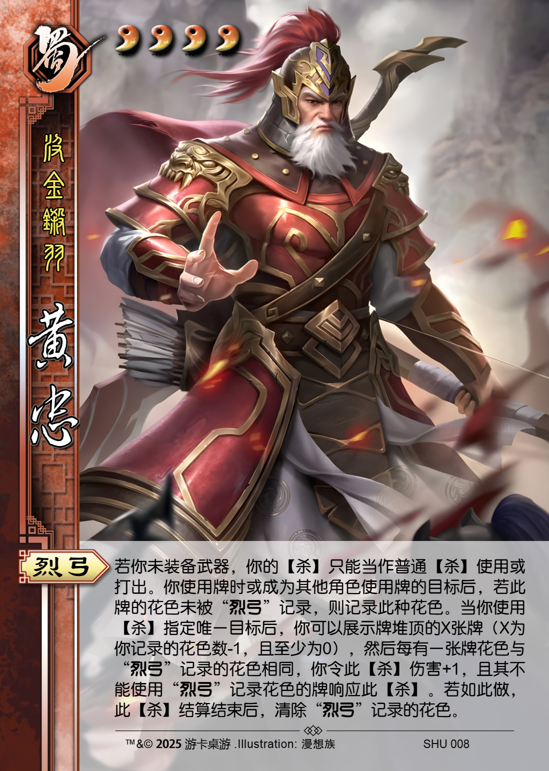 蜀
没金铩羽
黄忠
烈弓
若你未装备武器，你的【杀】只能当作普通【杀】使用或
打出。你使用牌时或成为其他角色使用牌的目标后，若此
牌的花色未被“烈弓”记录，则记录此种花色。当你使用
【杀】指定唯一目标后，你可以展示牌堆顶的X张牌（X为
你记录的花色数-1，且至少为0），然后每有一张牌花色与
“烈弓”记录的花色相同，你令此【杀】伤害+1，且其不
能使用“烈弓”记录花色的牌响应此【杀】。若如此做，
此【杀】结算结束后，清除“烈弓”记录的花色。
™&© 2025 游卡桌游 .Illustration: 漫想族
SHU 008